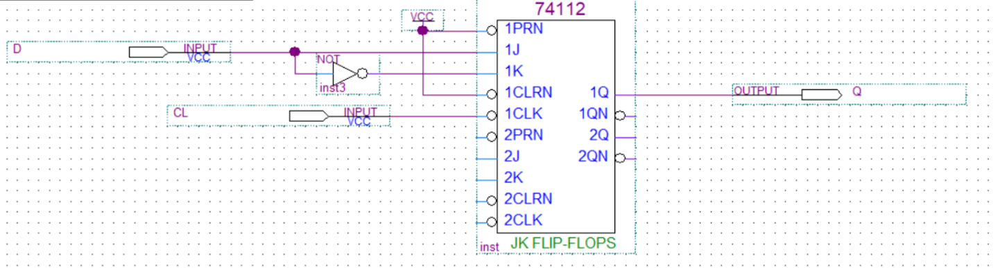 74112
VCC
1PRN
D
INPUT
VCC
1J
NOT
1K
inst3
1CLRN
1Q
OUTPUT
Q
CL
INPUT
VCC
1CLK
1QN
2PRN
2Q
2J
2QN
2K
2CLRN
2CLK
inst
JK FLIP-FLOPS